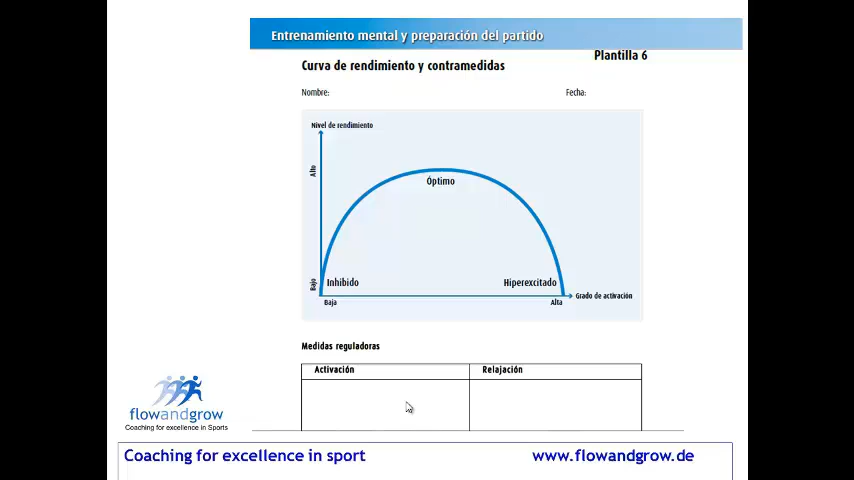 Entrenamiento mental y preparación del partido
Plantilla 6
Curva de rendimiento y contramedidas
Nombre:
Fecha:
Nivel de rendimiento
Alto
Óptimo
Bajo
Inhibido
Hiperexcitado
Grado de activación
Baja
Alta
Medidas reguladoras
Activación
Relajación
flowandgrow
Coaching for excellence in Sports
Coaching for excellence in sport
www.flowandgrow.de